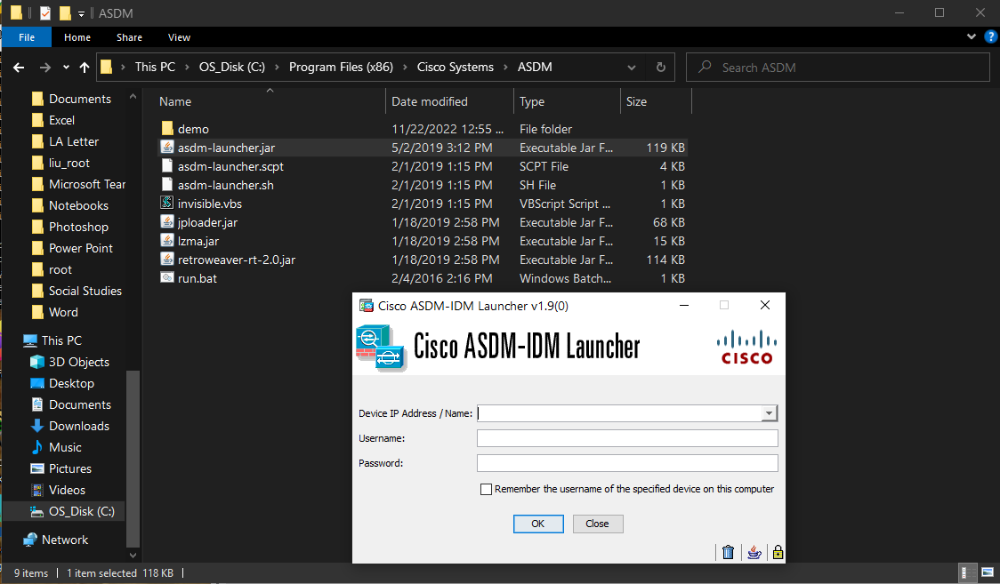 ASDM
File Home Share View
This PC OS_Disk (C:) Program Files (x86) Cisco Systems ASDM
Search ASDM
Documents
Excel
LA Letter
liu_root
Microsoft Tear
Notebooks
Photoshop
Power Point
root
Social Studies
Word
This PC
3D Objects
Desktop
Documents
Downloads
Music
Pictures
Videos
OS_Disk (C:)
Network
Name Date modified Type Size
demo 11/22/2022 12:55 ... File folder
asdm-launcher.jar 5/2/2019 3:12 PM Executable Jar F... 119 KB
asdm-launcher.scpt 2/1/2019 1:15 PM SCPT File 4 KB
asdm-launcher.sh 2/1/2019 1:15 PM SH File 1 KB
invisible.vbs 2/1/2019 1:15 PM VBScript Script ... 1 KB
jploader.jar 1/18/2019 2:58 PM Executable Jar F... 68 KB
lzma.jar 1/18/2019 2:58 PM Executable Jar F... 15 KB
retroweaver-rt-2.0.jar 1/18/2019 2:58 PM Executable Jar F... 114 KB
run.bat 2/4/2016 2:16 PM Windows Batch... 1 KB
Cisco ASDM-IDM Launcher v1.9(0)
Cisco ASDM-IDM Launcher
CISCO
Device IP Address / Name:
Username:
Password:
Remember the username of the specified device on this computer
OK Close
9 items 1 item selected 118 KB